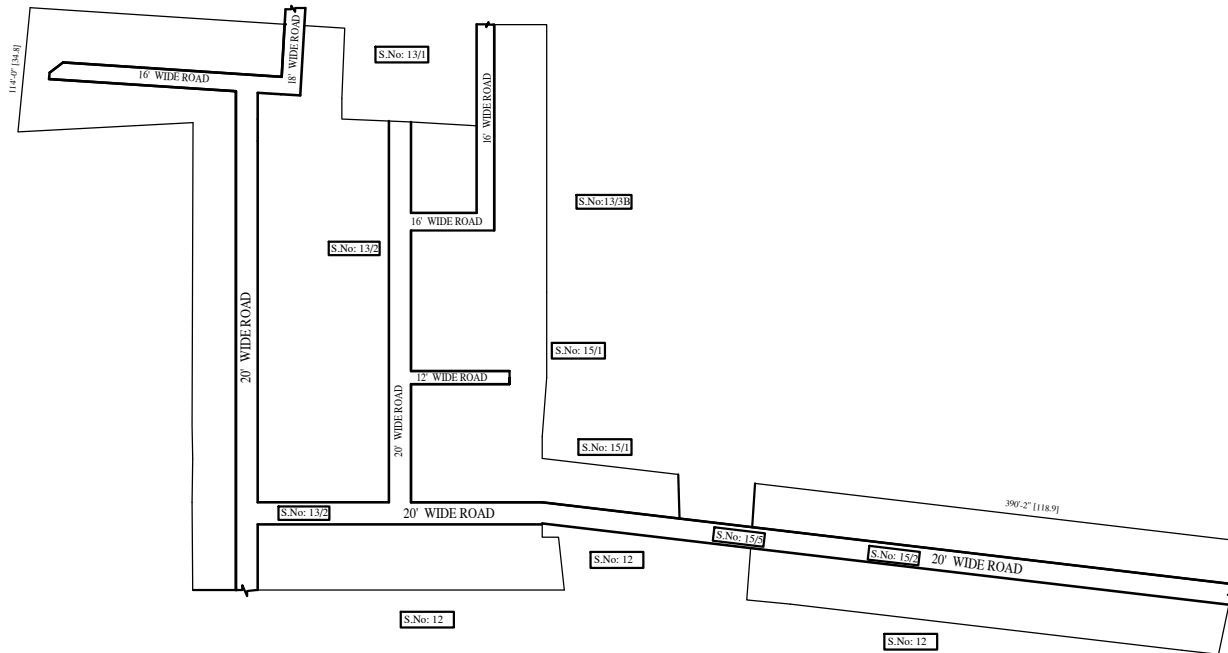 18' WIDE ROAD
S.No: 13/1
114'-0" [34.8]
16' WIDE ROAD
16' WIDE ROAD
S.No:13/3B
16' WIDE ROAD
S.No: 13/2
20' WIDE ROAD
S.No: 15/1
12' WIDE ROAD
20' WIDE ROAD
S.No: 15/1
S.No: 13/2
20' WIDE ROAD
390'-2" [118.9]
S.No: 15/5
S.No: 15/2
20' WIDE ROAD
S.No: 12
S.No: 12
S.No: 12